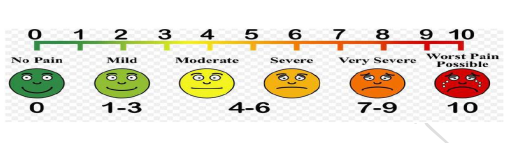 0 1 2 3 4 5 6 7 8 9 10
No Pain Mild Moderate Severe Very Severe Worst Pain
Possible
0 1-3 4-6 7-9 10